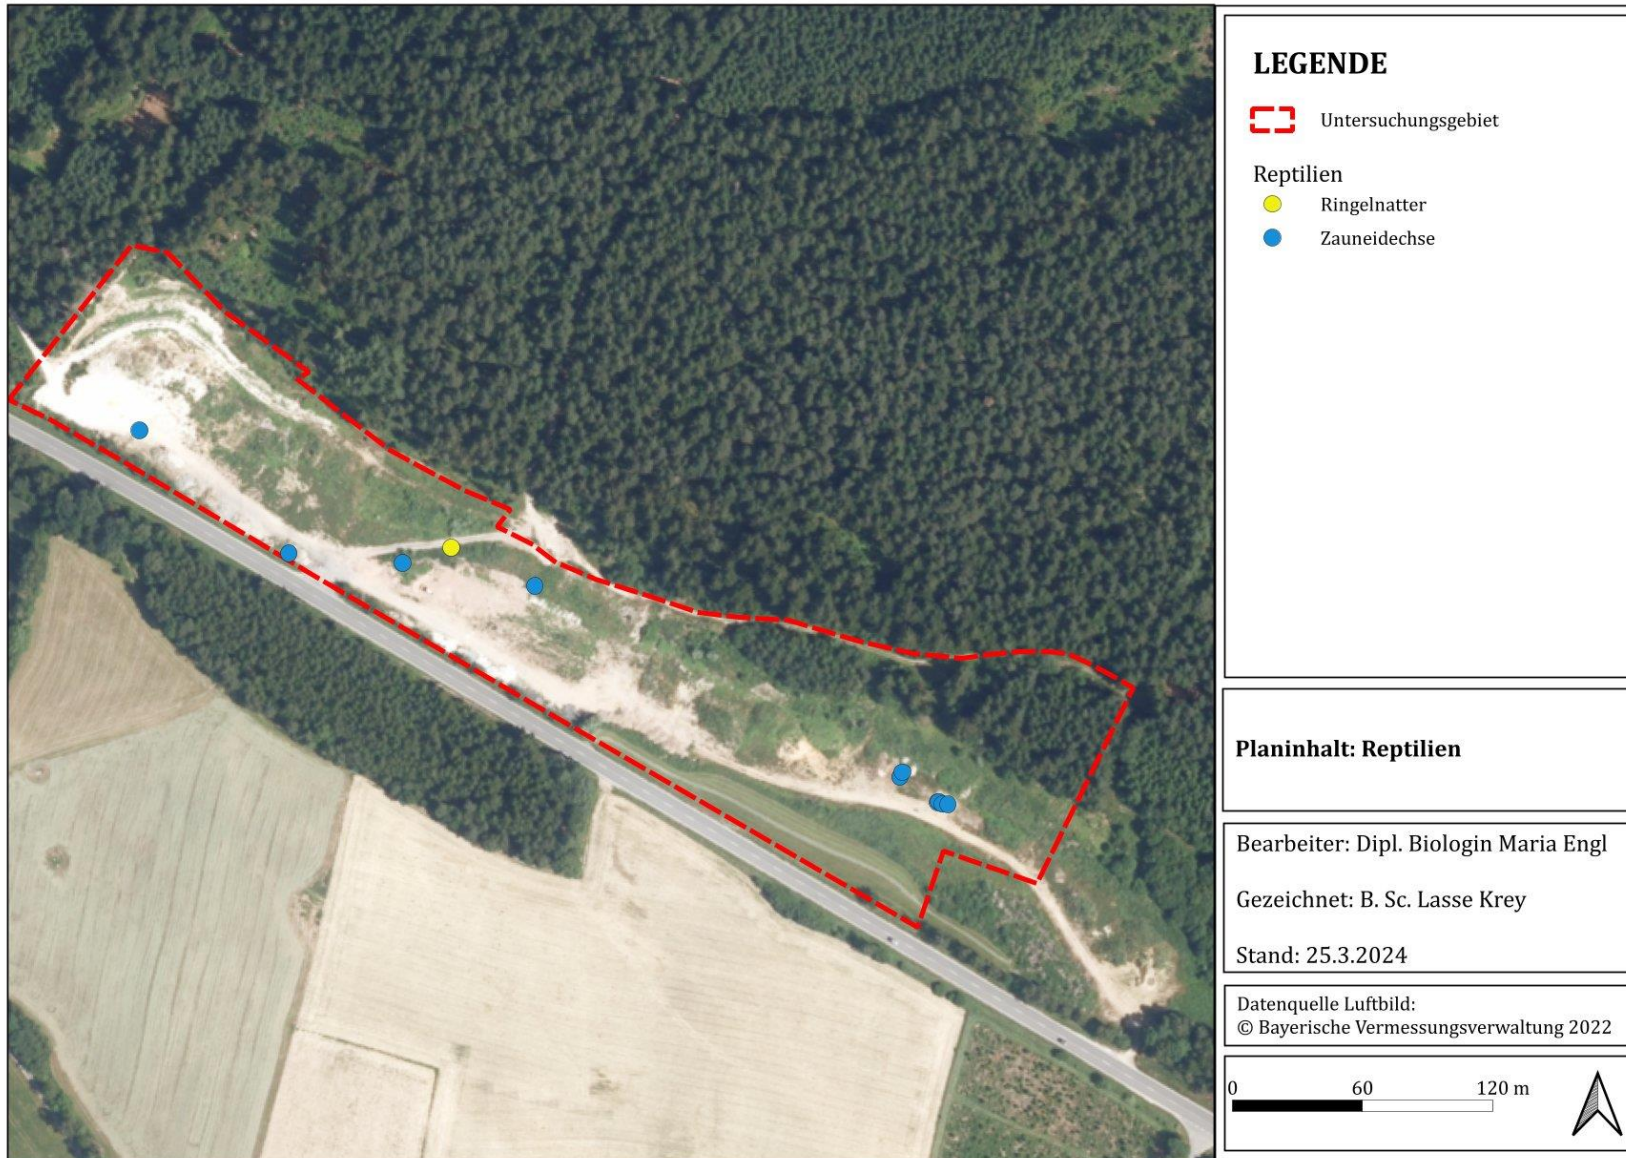 LEGENDE
Untersuchungsgebiet
Reptilien
Ringelnatter
Zauneidechse
Planinhalt: Reptilien
Bearbeiter: Dipl. Biologin Maria Engl
Gezeichnet: B. Sc. Lasse Krey
Stand: 25.3.2024
Datenquelle Luftbild:
© Bayerische Vermessungsverwaltung 2022
0 60 120 m